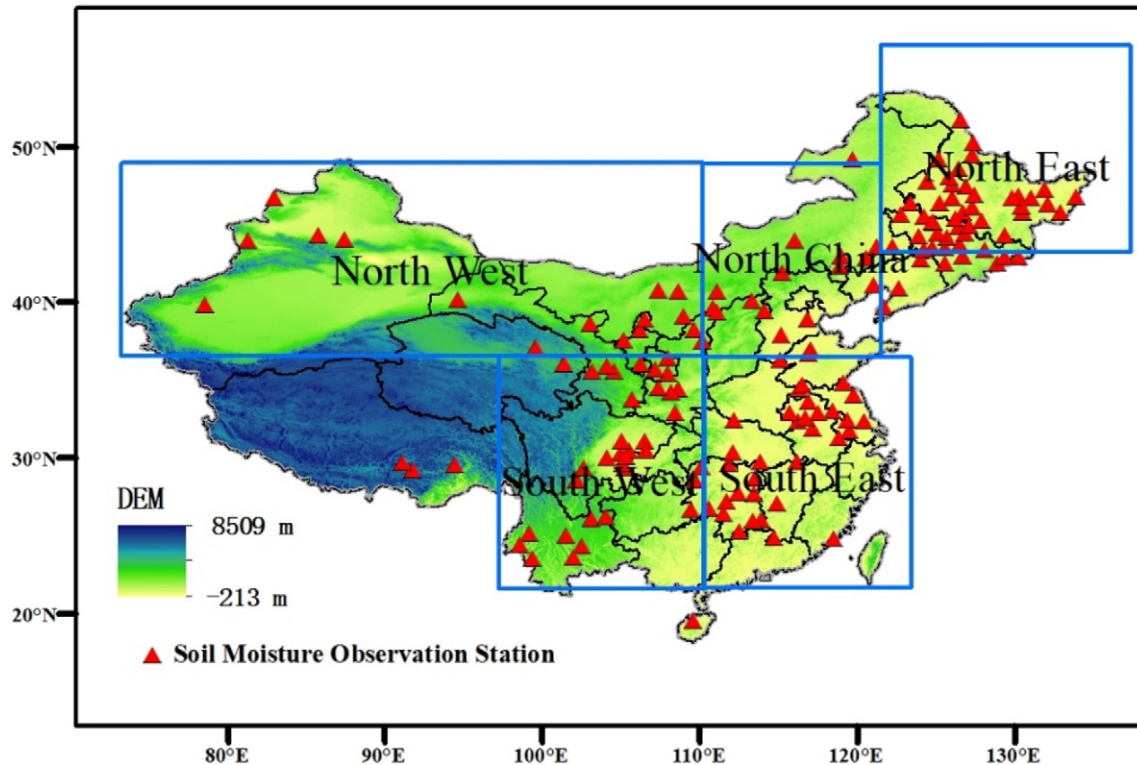 50°N
North East
North West
North China
40°N
30°N
South West
South East
DEM
8509 m
-213 m
20°N
Soil Moisture Observation Station
80°E
90°E
100°E
110°E
120°E
130°E